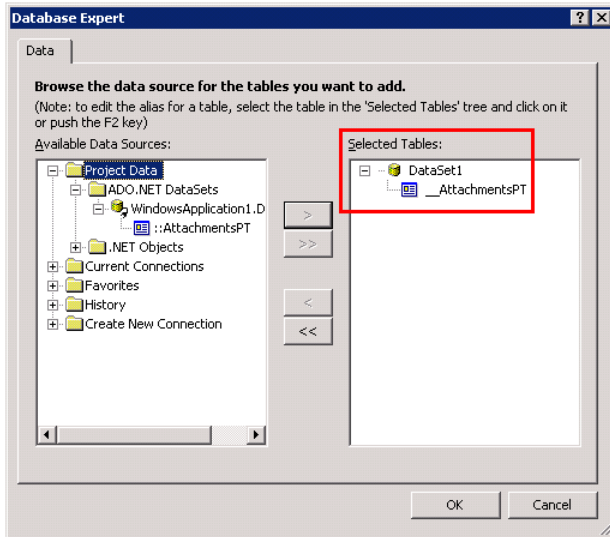 Database Expert
Data
Browse the data source for the tables you want to add.
(Note: to edit the alias for a table, select the table in the 'Selected Tables' tree and click on it
or push the F2 key)
Available Data Sources:
Selected Tables:
Project Data
ADO.NET DataSets
WindowsApplication1.D
::AttachmentsPT
.NET Objects
Current Connections
Favorites
History
Create New Connection
>
>>
<
<<
DataSet1
__AttachmentsPT
OK
Cancel